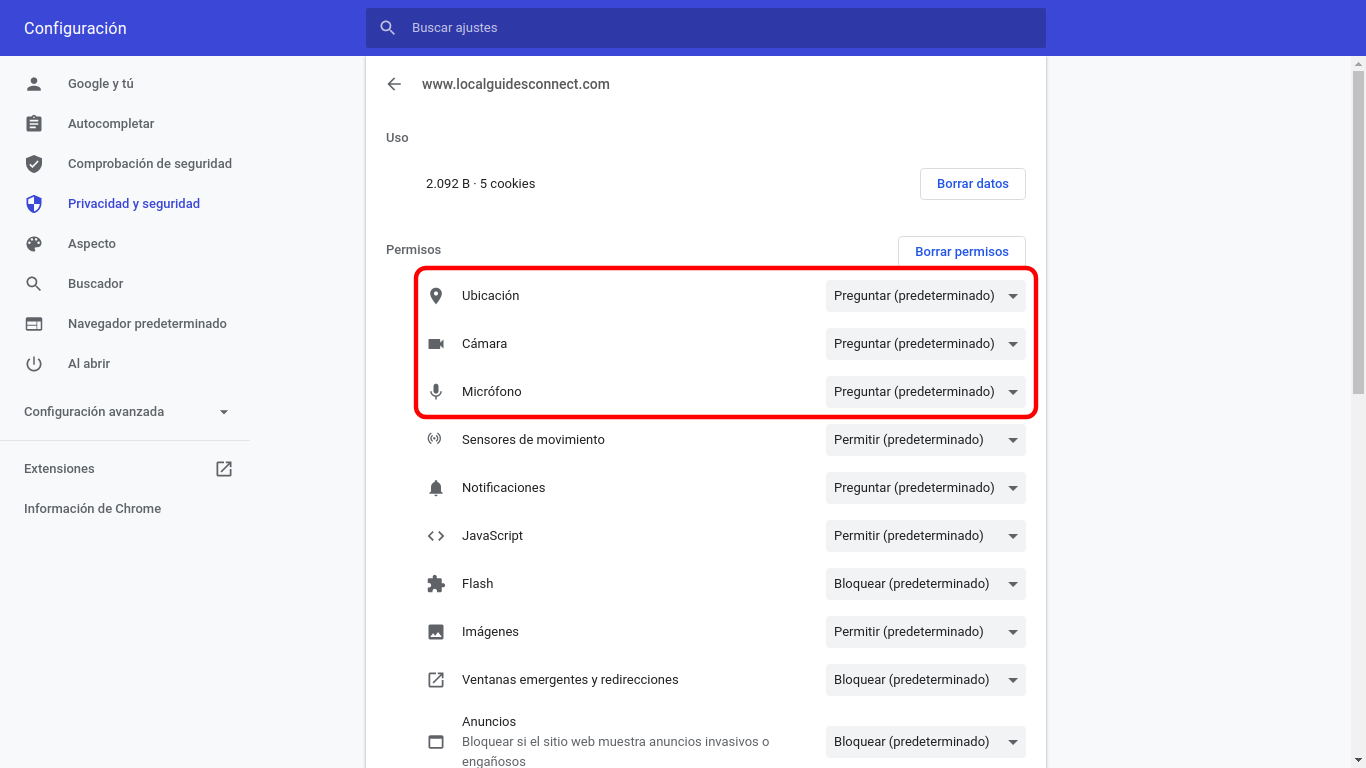 Configuración
Buscar ajustes
Google y tú
Autocompletar
Comprobación de seguridad
Privacidad y seguridad
Aspecto
Buscador
Navegador predeterminado
Al abrir
Configuración avanzada
Extensiones
Información de Chrome
www.localguidesconnect.com
Uso
2.092 B · 5 cookies
Borrar datos
Permisos
Borrar permisos
Ubicación
Preguntar (predeterminado)
Cámara
Preguntar (predeterminado)
Micrófono
Preguntar (predeterminado)
Sensores de movimiento
Permitir (predeterminado)
Notificaciones
Preguntar (predeterminado)
JavaScript
Permitir (predeterminado)
Flash
Bloquear (predeterminado)
Imágenes
Permitir (predeterminado)
Ventanas emergentes y redirecciones
Bloquear (predeterminado)
Anuncios
Bloquear si el sitio web muestra anuncios invasivos o
engañosos
Bloquear (predeterminado)